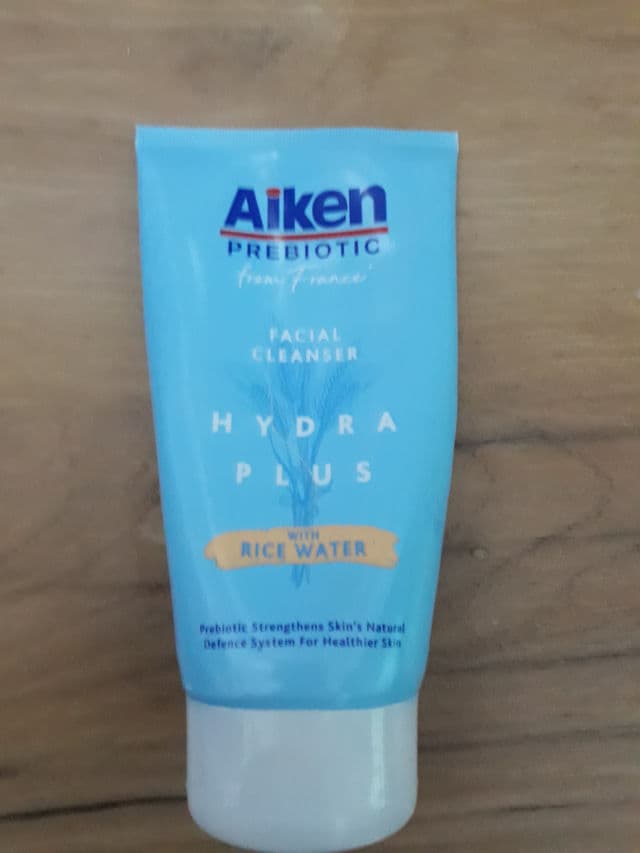 Aiken
PREBIOTIC
from France
FACIAL
CLEANSER
HYDRA
PLUS
WITH
RICE WATER
Prebiotic Strengthens Skin's Natural
Defence System For Healthier Skin